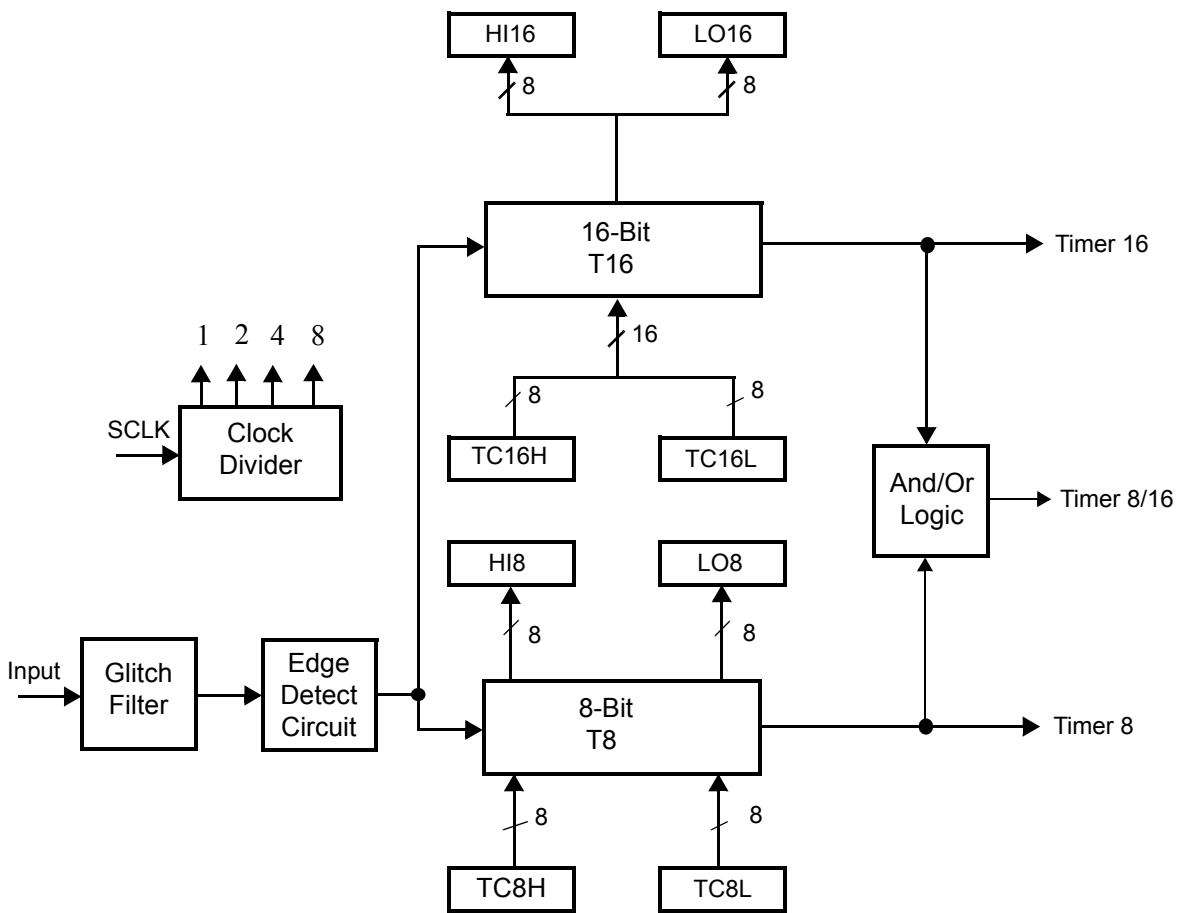 HI16
LO16
8
8
16-Bit
T16
Timer 16
16
1 2 4 8
8
8
SCLK
Clock
Divider
TC16H
TC16L
And/Or
Logic
Timer 8/16
HI8
LO8
8
8
Input
Glitch
Filter
Edge
Detect
Circuit
8-Bit
T8
Timer 8
8
8
TC8H
TC8L